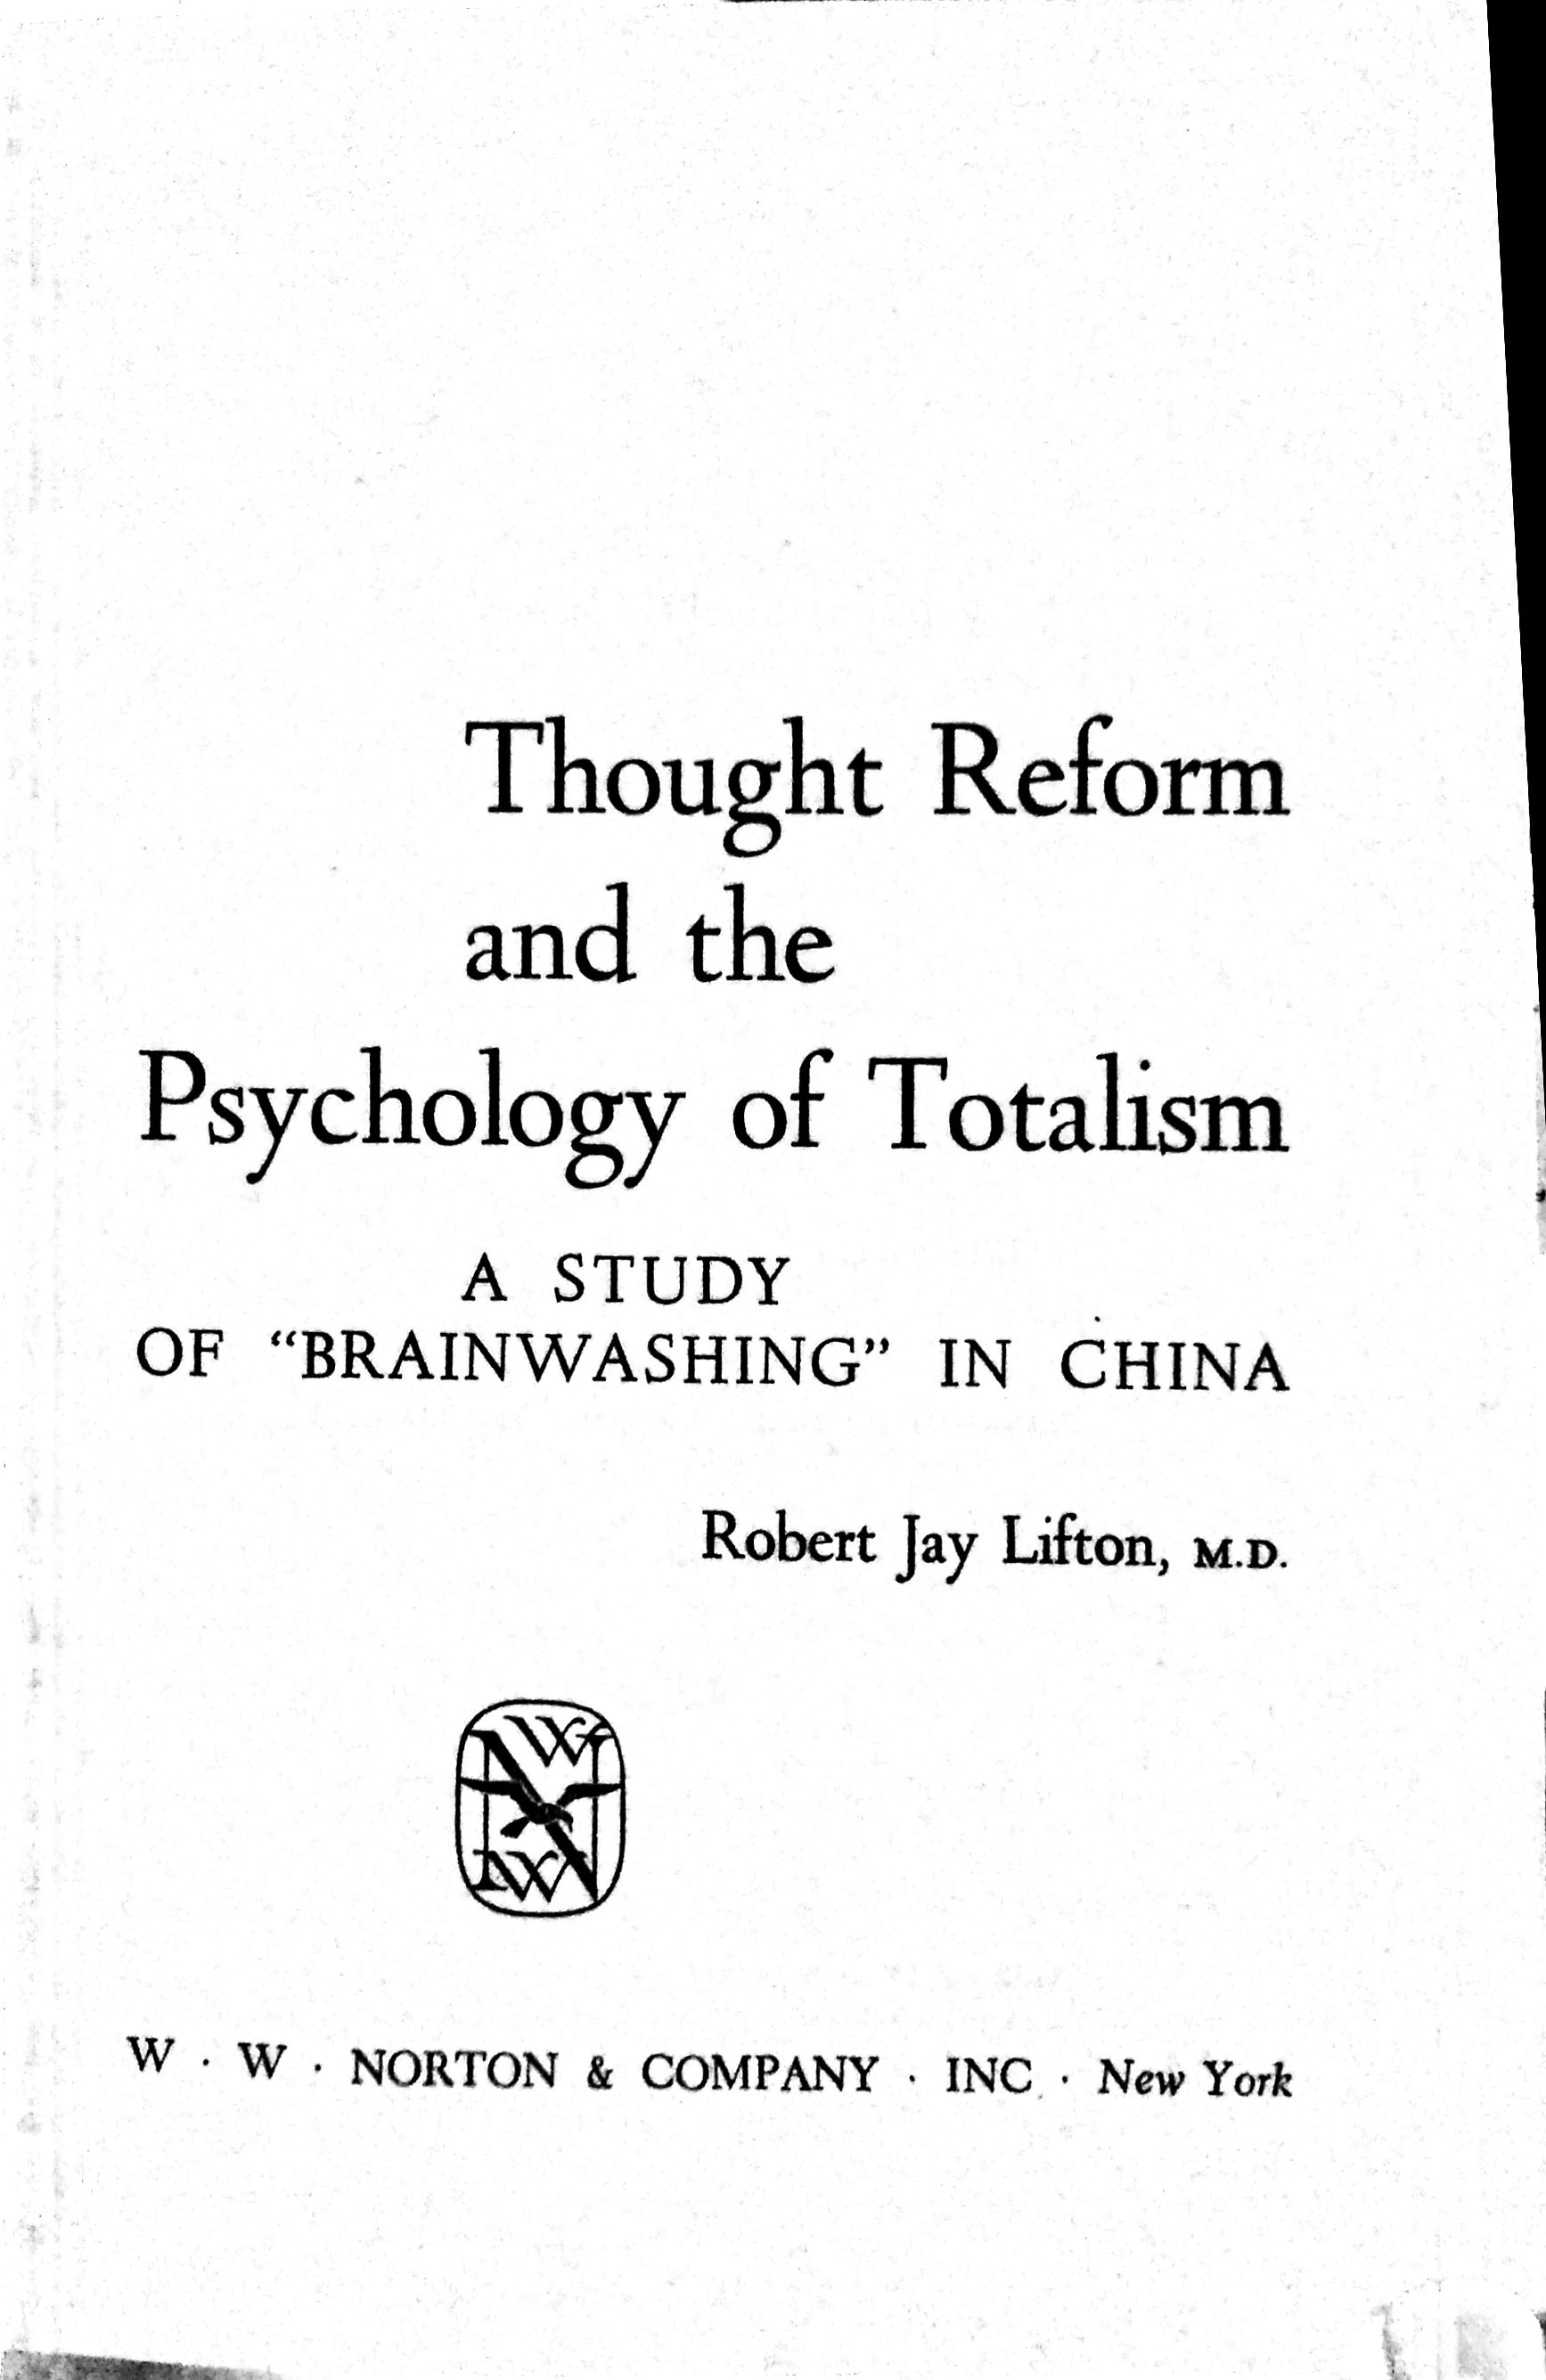 Thought Reform
and the
Psychology of Totalism
A STUDY
OF “BRAINWASHING” IN CHINA
Robert Jay Lifton, M.D.
W · W · NORTON & COMPANY · INC · New York